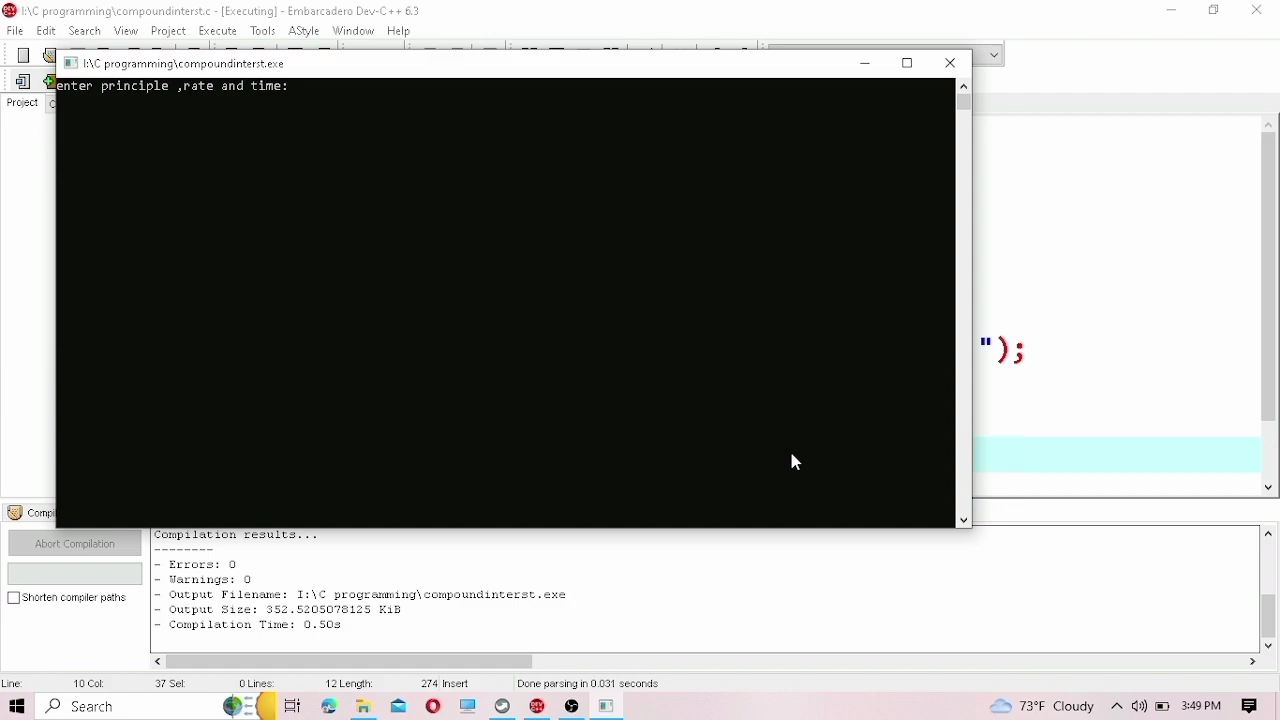 I:\C programming\compoundinterst.c - [Executing] - Embarcadero Dev-C++ 6.3
File Edit Search View Project Execute Tools AStyle Window Help
I:\C programming\compoundinterst.exe
Project
enter principle ,rate and time:
");
Compil
Abort Compilation
Shorten compiler paths
Compilation results...
--------
- Errors: 0
- Warnings: 0
- Output Filename: I:\C programming\compoundinterst.exe
- Output Size: 352.5205078125 KiB
- Compilation Time: 0.50s
Line: 10 Col: 37 Sel: 0 Lines: 12 Length: 274 Insert Done parsing in 0.031 seconds
Search 73°F Cloudy 3:49 PM